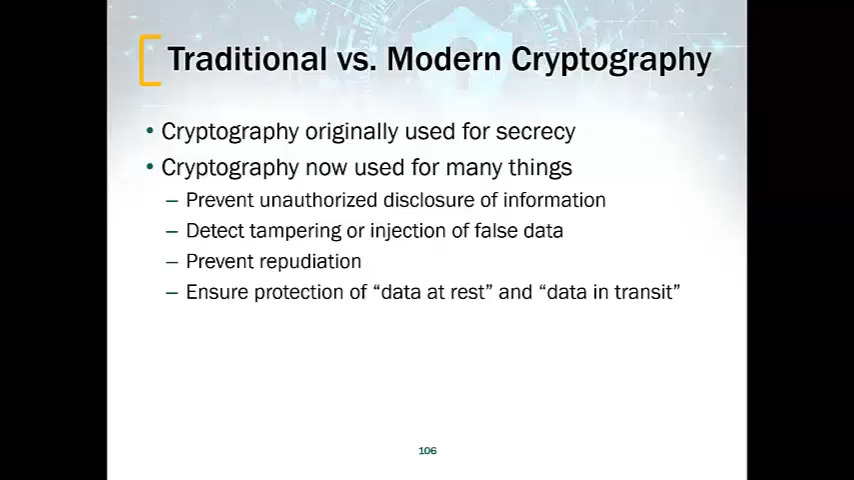 Traditional vs. Modern Cryptography
• Cryptography originally used for secrecy
• Cryptography now used for many things
– Prevent unauthorized disclosure of information
– Detect tampering or injection of false data
– Prevent repudiation
– Ensure protection of “data at rest” and “data in transit”
106